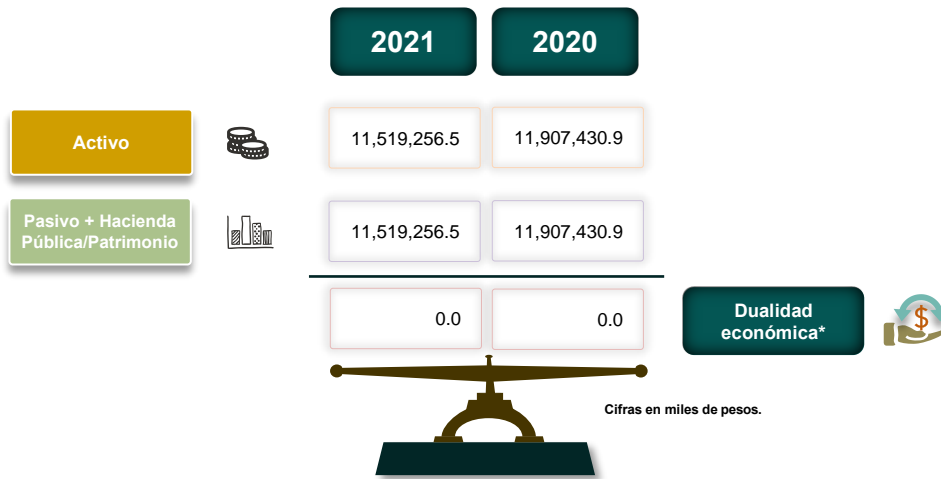 2021 2020
Activo 11,519,256.5 11,907,430.9
Pasivo + Hacienda
Pública/Patrimonio 11,519,256.5 11,907,430.9
0.0 0.0 Dualidad
económica*
$
Cifras en miles de pesos.